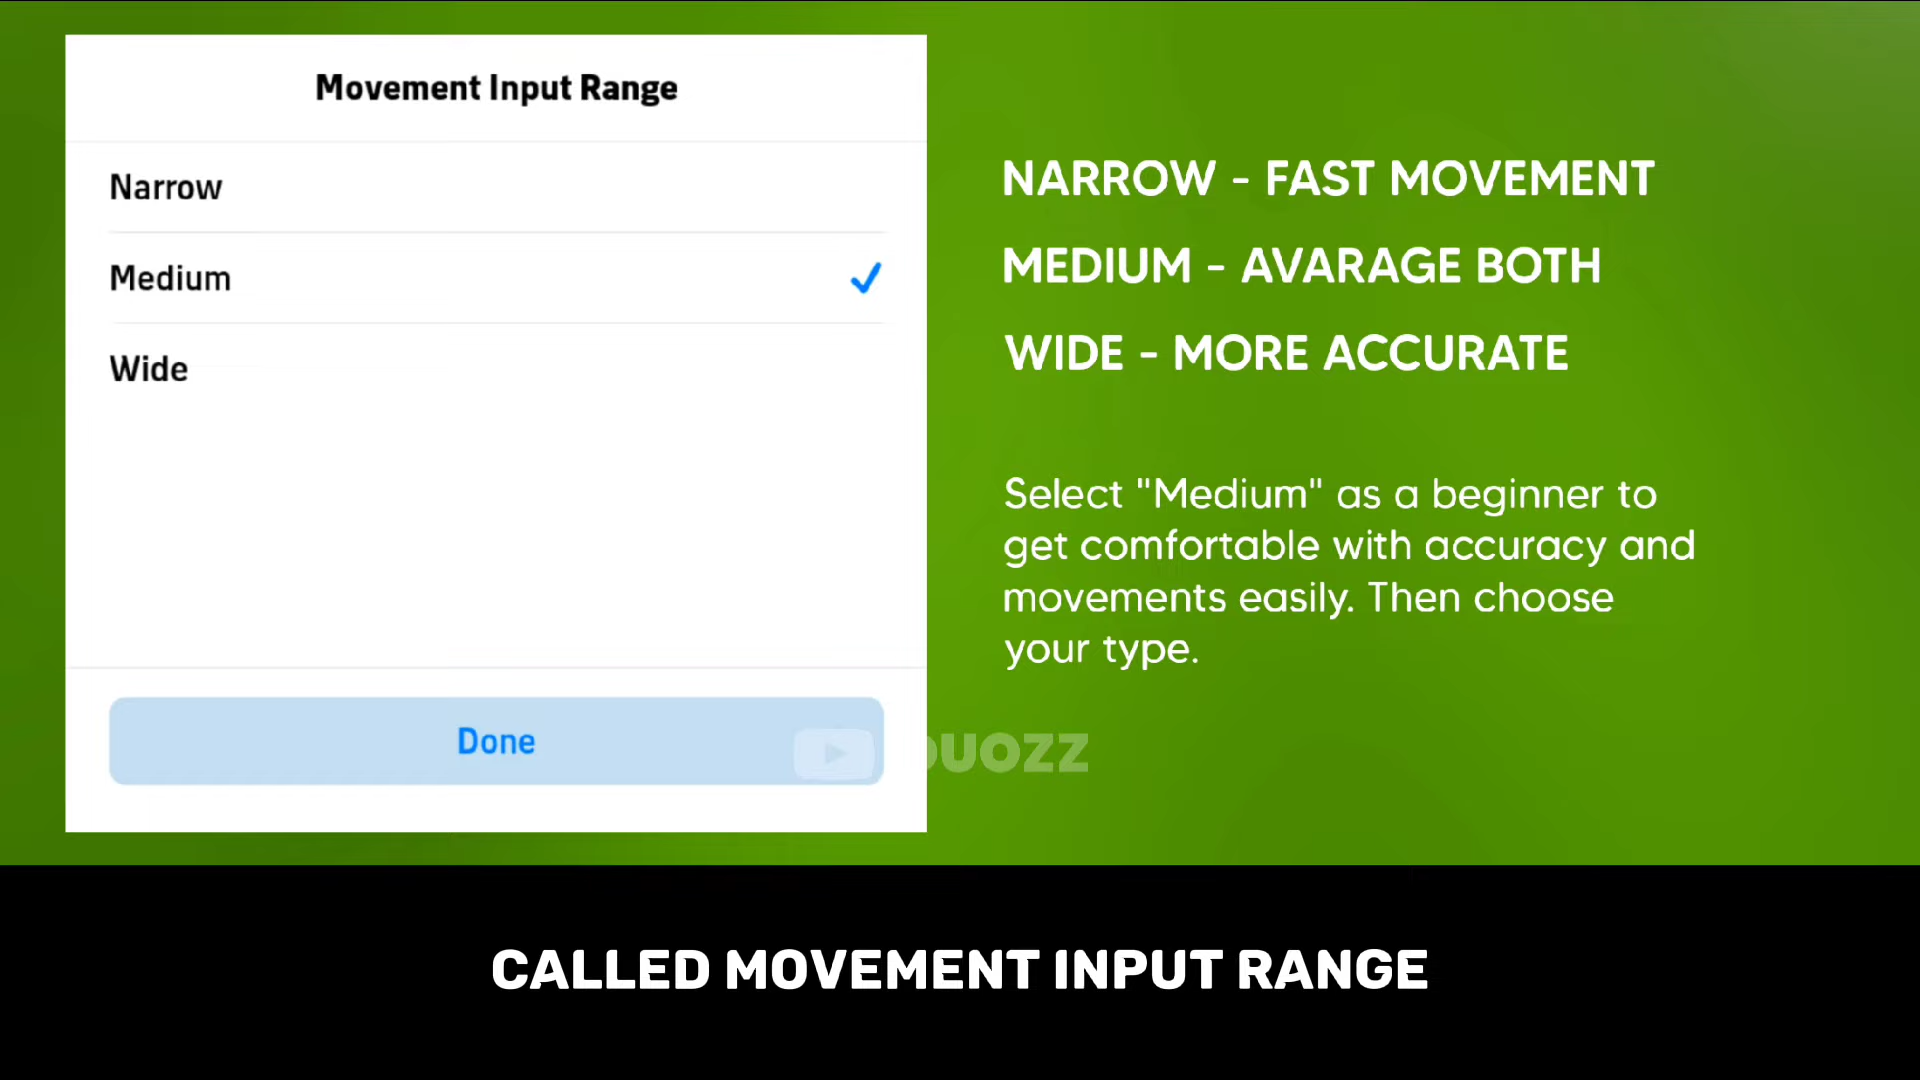 Movement Input Range
Narrow
Medium
Wide
Done
NARROW - FAST MOVEMENT
MEDIUM - AVARAGE BOTH
WIDE - MORE ACCURATE
Select "Medium" as a beginner to
get comfortable with accuracy and
movements easily. Then choose
your type.
CALLED MOVEMENT INPUT RANGE